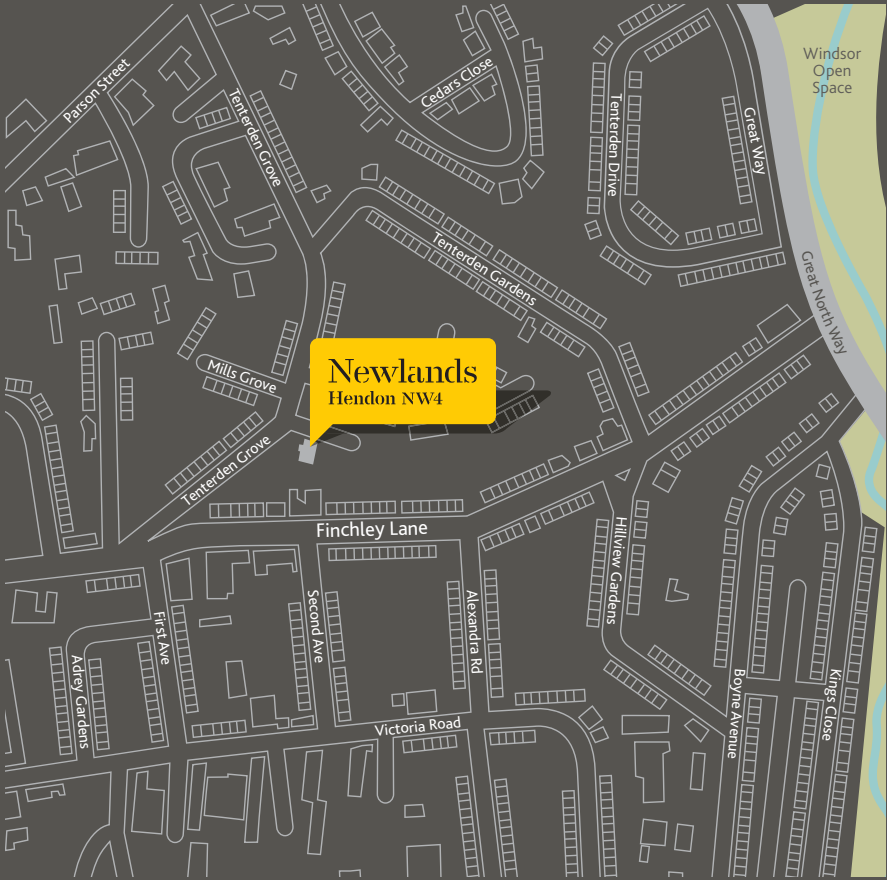 Windsor
Open
Space
Parson Street
Cedars Close
Tenterden Grove
Tenterden Drive
Great Way
Tenterden Gardens
Great North Way
Newlands
Hendon NW4
Mills Grove
Tenterden Grove
Finchley Lane
Hillview Gardens
First Ave
Second Ave
Alexandra Rd
Adrey Gardens
Boyne Avenue
Kings Close
Victoria Road